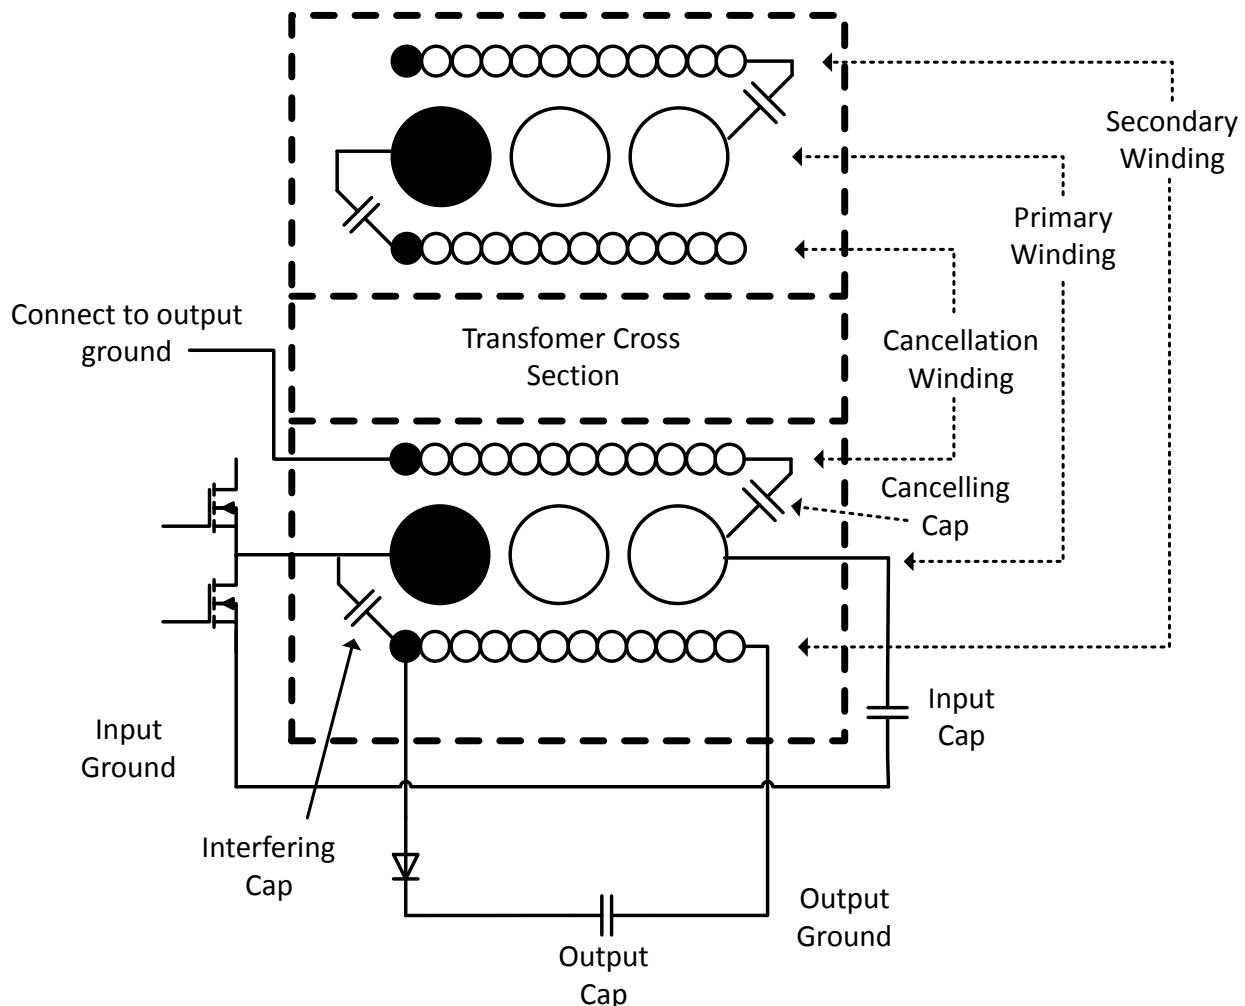 Secondary
Winding
Primary
Winding
Connect to output
ground
Transfomer Cross
Section
Cancellation
Winding
Cancelling
Cap
Input
Cap
Input
Ground
Interfering
Cap
Output
Ground
Output
Cap